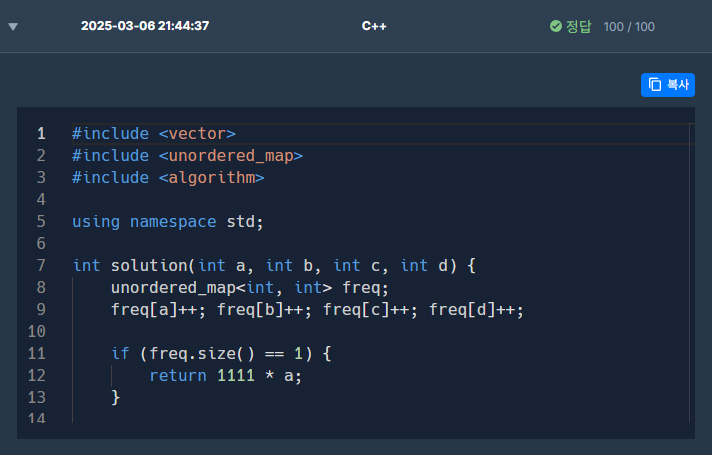 2025-03-06 21:44:37 C++ 정답 100 / 100
복사
1 #include <vector>
2 #include <unordered_map>
3 #include <algorithm>
4
5 using namespace std;
6
7 int solution(int a, int b, int c, int d) {
8     unordered_map<int, int> freq;
9     freq[a]++; freq[b]++; freq[c]++; freq[d]++;
10
11     if (freq.size() == 1) {
12         return 1111 * a;
13     }
14